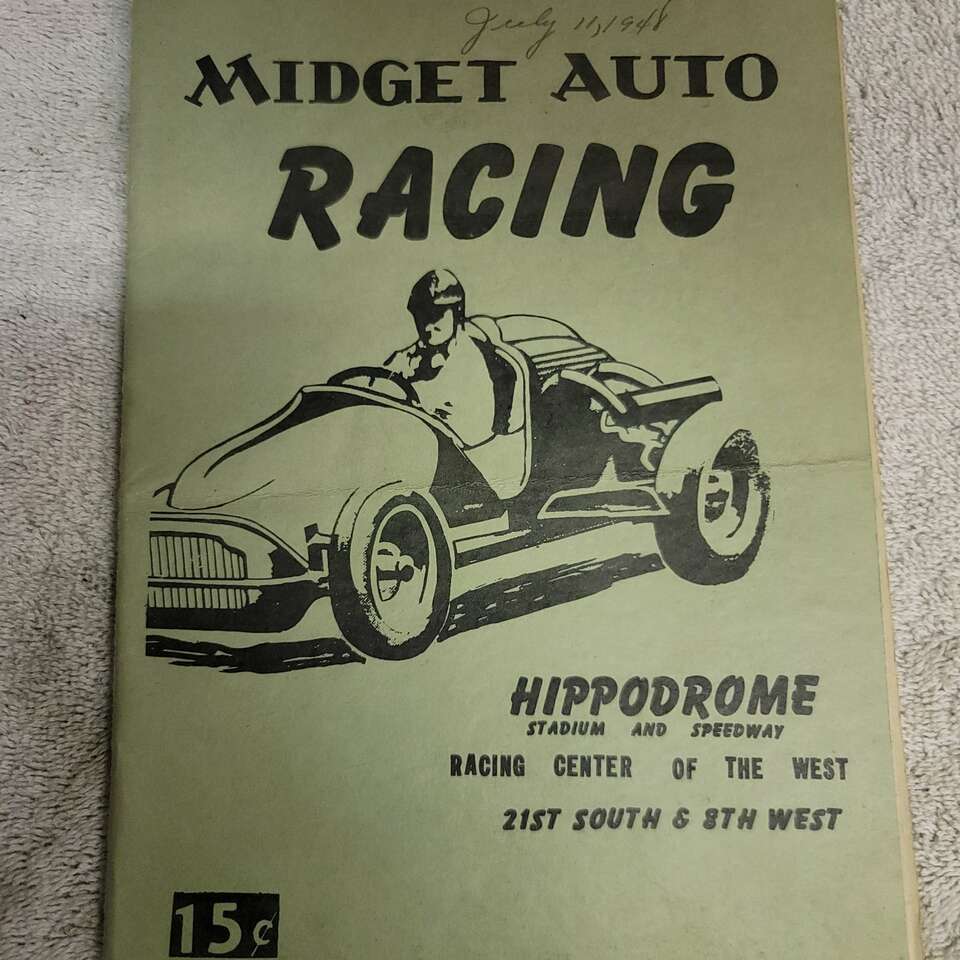 July 11, 1948
MIDGET AUTO
RACING
HIPPODROME
STADIUM AND SPEEDWAY
RACING CENTER OF THE WEST
21ST SOUTH & 8TH WEST
15¢